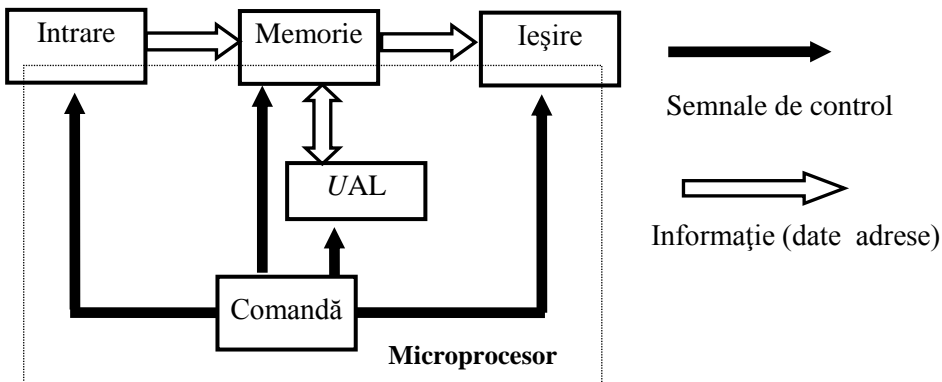 Intrare
Memorie
Ieşire
Semnale de control
UAL
Informaţie (date adrese)
Comandă
Microprocesor